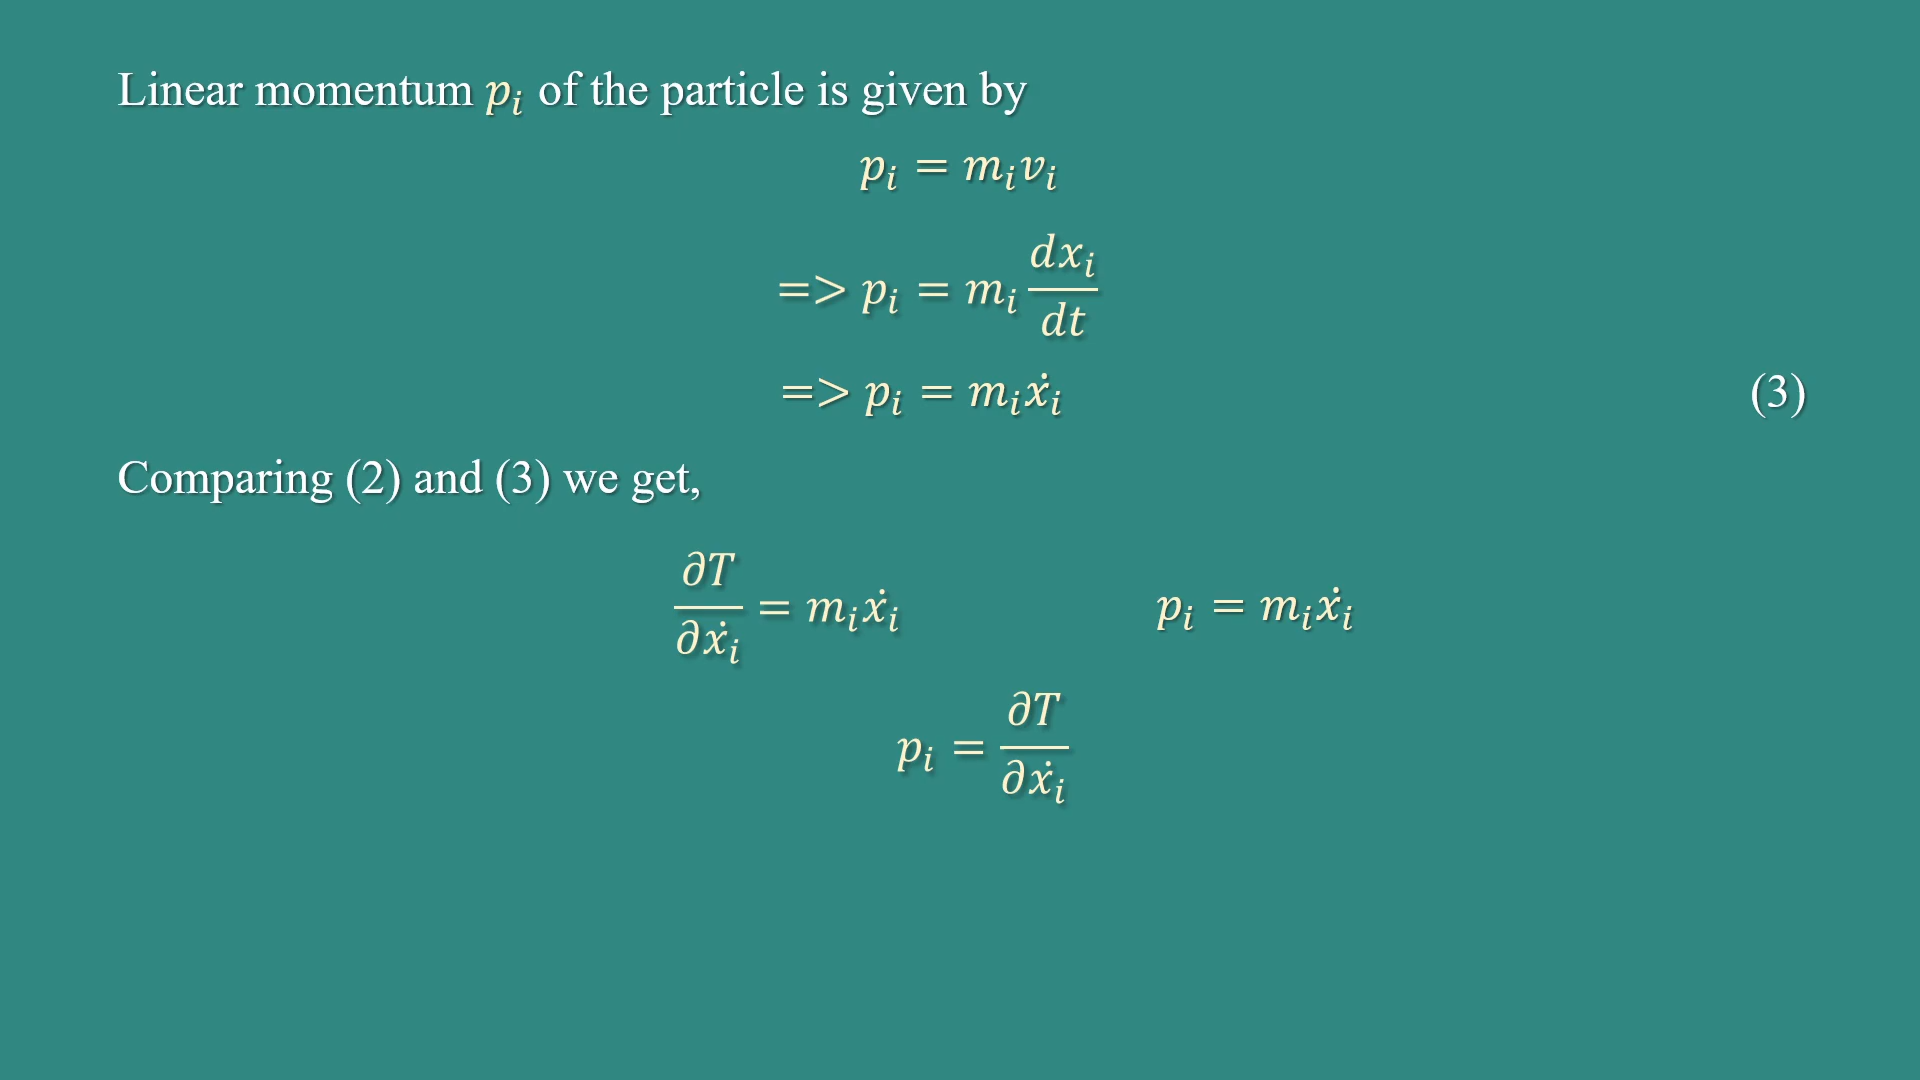 Linear momentum pᵢ of the particle is given by
pᵢ = mᵢvᵢ
=> pᵢ = mᵢ dxᵢ/dt
=> pᵢ = mᵢẋᵢ (3)
Comparing (2) and (3) we get,
∂T/∂ẋᵢ = mᵢẋᵢ pᵢ = mᵢẋᵢ
pᵢ = ∂T/∂ẋᵢ